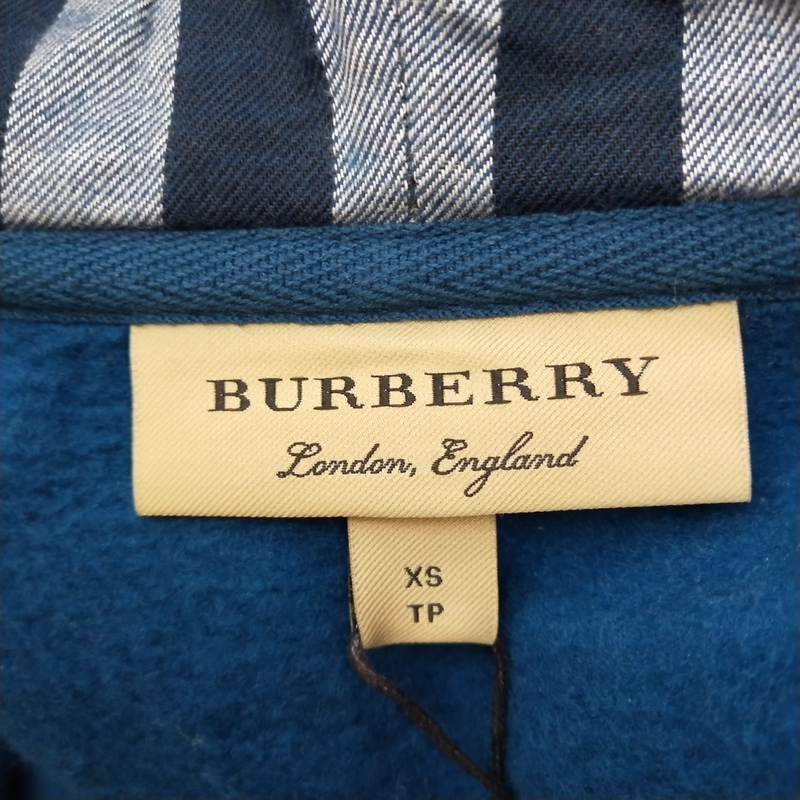 BURBERRY
London, England
XS
TP